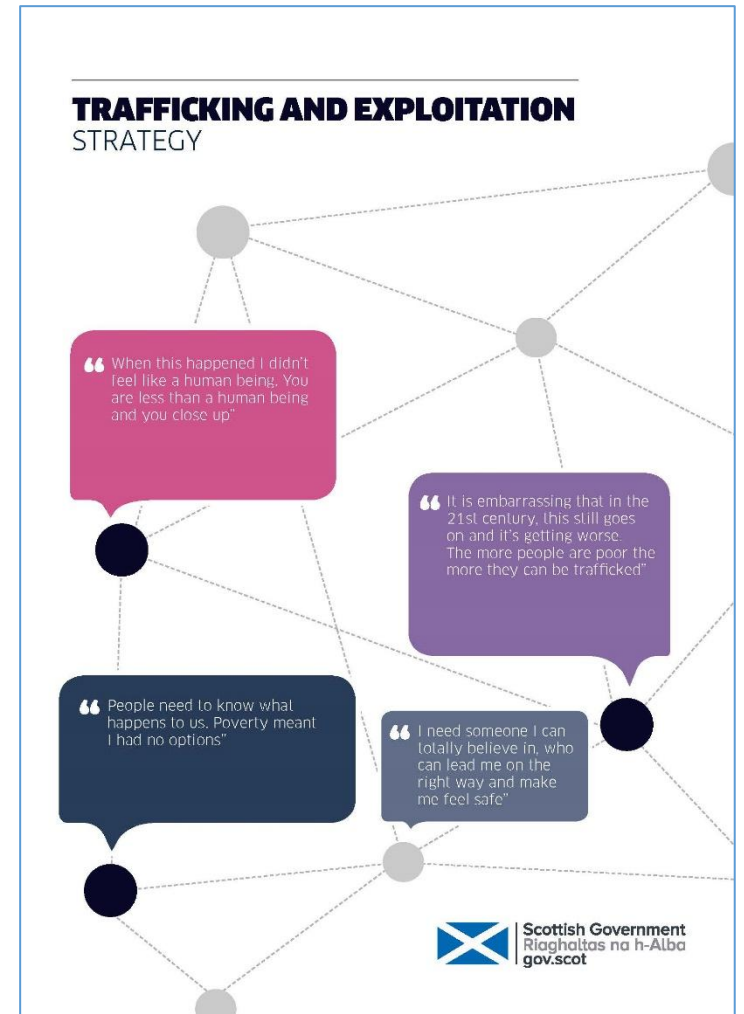 TRAFFICKING AND EXPLOITATION
STRATEGY
“ When this happened I didn't
feel like a human being. You
are less than a human being
and you close up”
“ It is embarrassing that in the
21st century, this still goes
on and it's getting worse.
The more people are poor the
more they can be trafficked”
“ People need to know what
happens to us. Poverty meant
I had no options”
“ I need someone I can
totally believe in, who
can lead me on the
right way and make
me feel safe”
Scottish Government
Riaghaltas na h-Alba
gov.scot